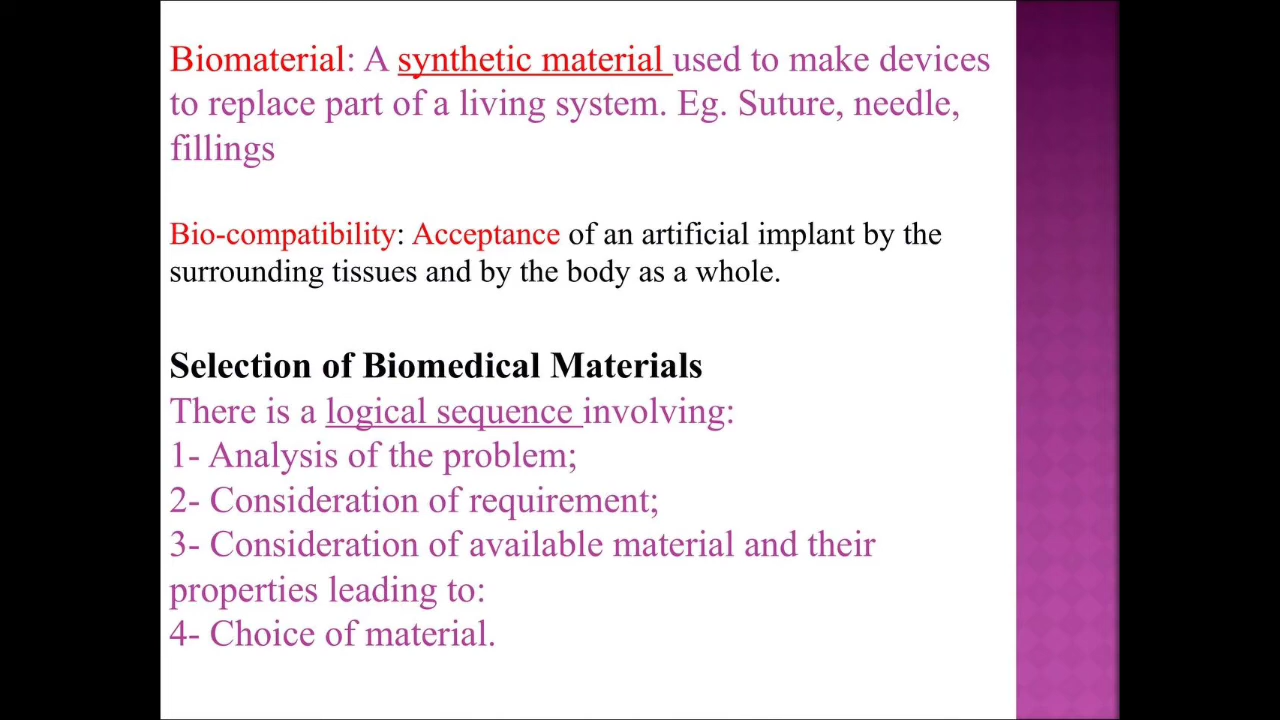 Biomaterial: A synthetic material used to make devices
to replace part of a living system. Eg. Suture, needle,
fillings
Bio-compatibility: Acceptance of an artificial implant by the
surrounding tissues and by the body as a whole.
Selection of Biomedical Materials
There is a logical sequence involving:
1- Analysis of the problem;
2- Consideration of requirement;
3- Consideration of available material and their
properties leading to:
4- Choice of material.